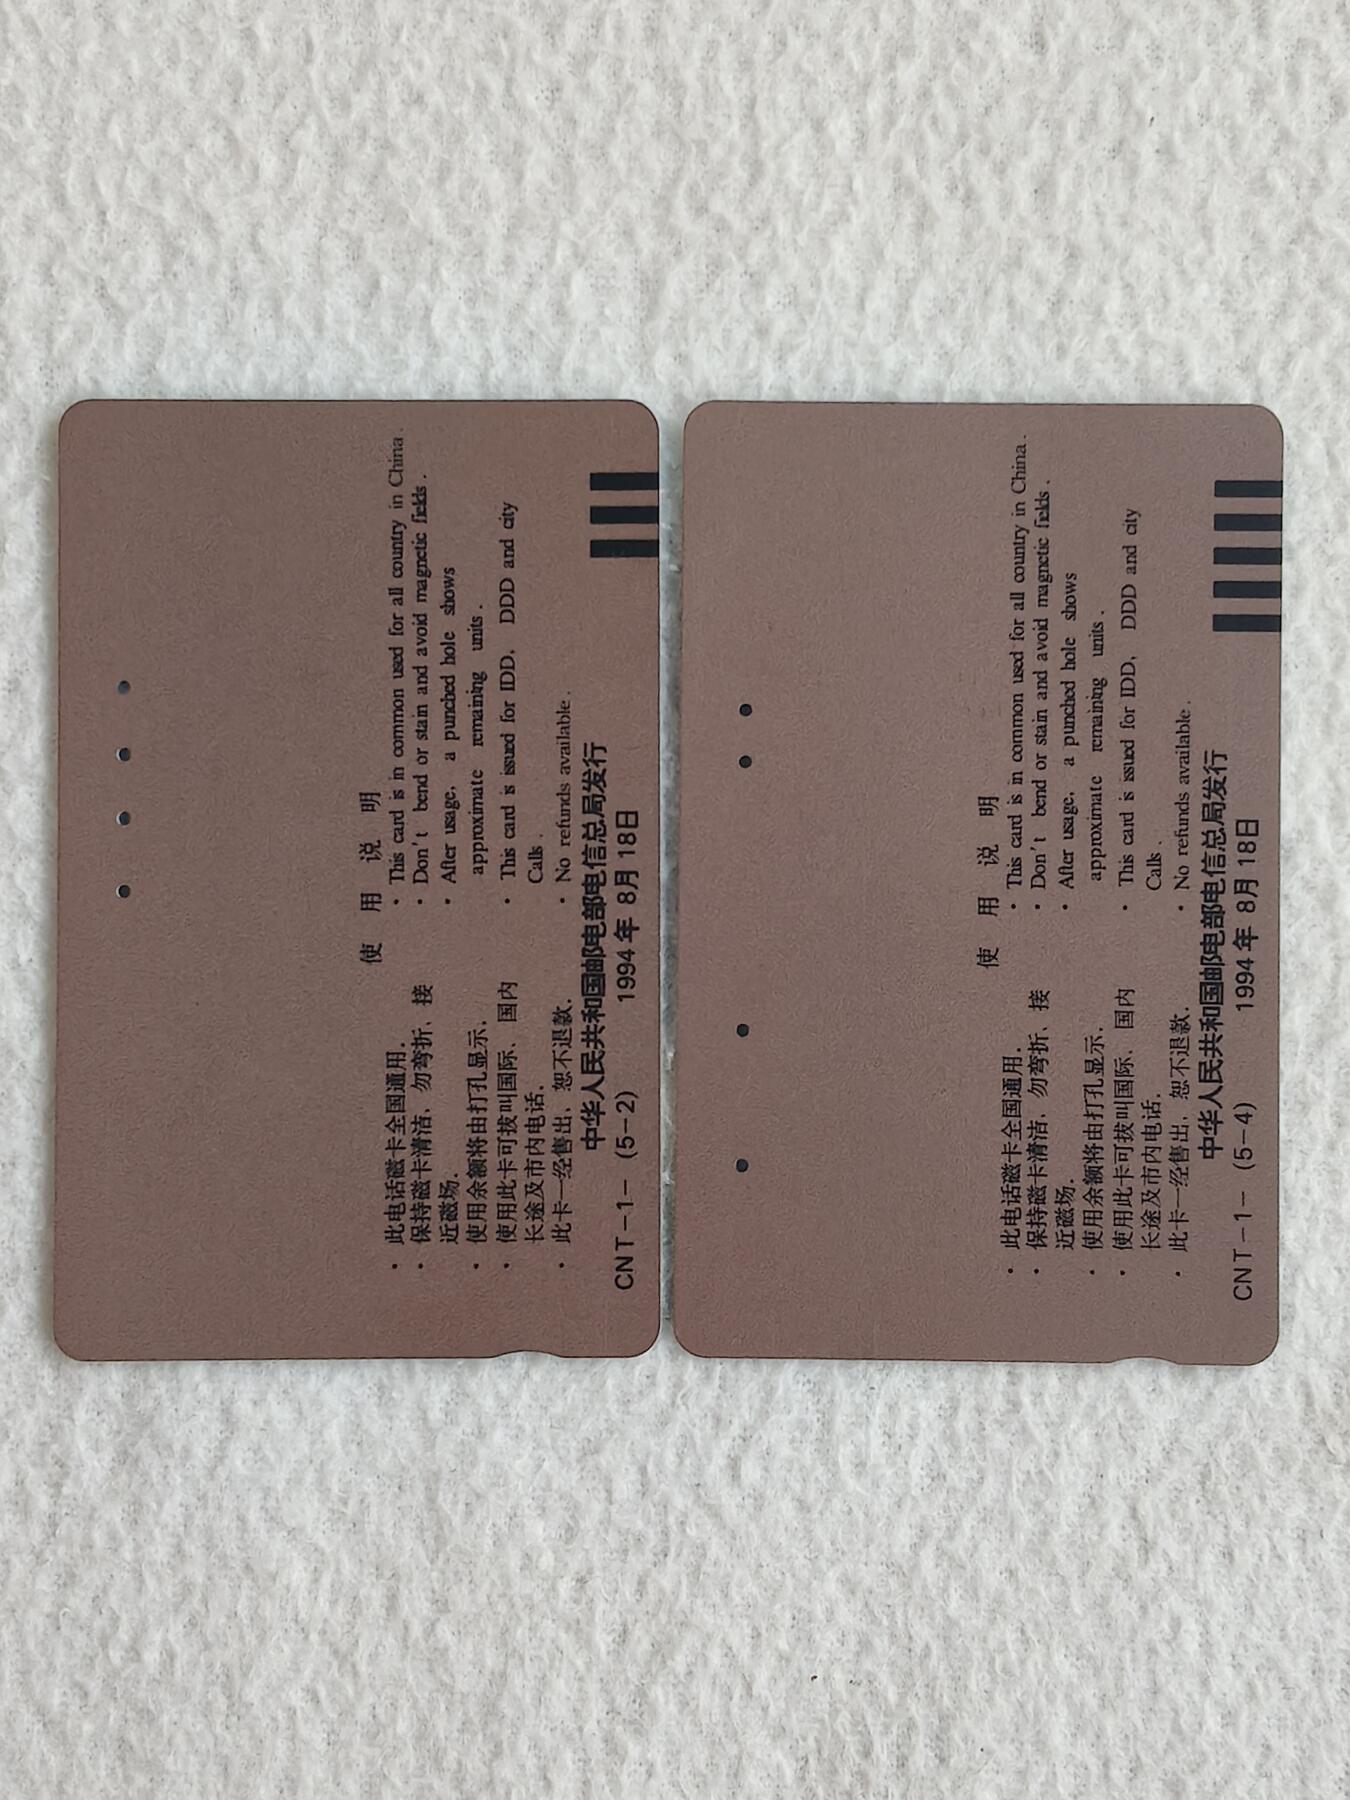 使 用 说 明
· 此电话磁卡全国通用.
· 保持磁卡清洁, 勿弯折、接
近磁场.
· 使用余额将由打孔显示.
· 使用此卡可拔叫国际、国内
长途及市内电话.
· 此卡一经售出, 恕不退款.
· This card is in common used for all country in China.
· Don't bend or stain and avoid magnetic fields.
· After usage, a punched hole shows
approximate remaining units.
· This card is issued for IDD, DDD and city
Calls.
· No refunds available.
中华人民共和国邮电部电信总局发行
CNT-1-(5-2) 1994年8月18日
使 用 说 明
· 此电话磁卡全国通用.
· 保持磁卡清洁, 勿弯折、接
近磁场.
· 使用余额将由打孔显示.
· 使用此卡可拔叫国际、国内
长途及市内电话.
· 此卡一经售出, 恕不退款.
· This card is in common used for all country in China.
· Don't bend or stain and avoid magnetic fields.
· After usage, a punched hole shows
approximate remaining units.
· This card is issued for IDD, DDD and city
Calls.
· No refunds available.
中华人民共和国邮电部电信总局发行
CNT-1-(5-4) 1994年8月18日